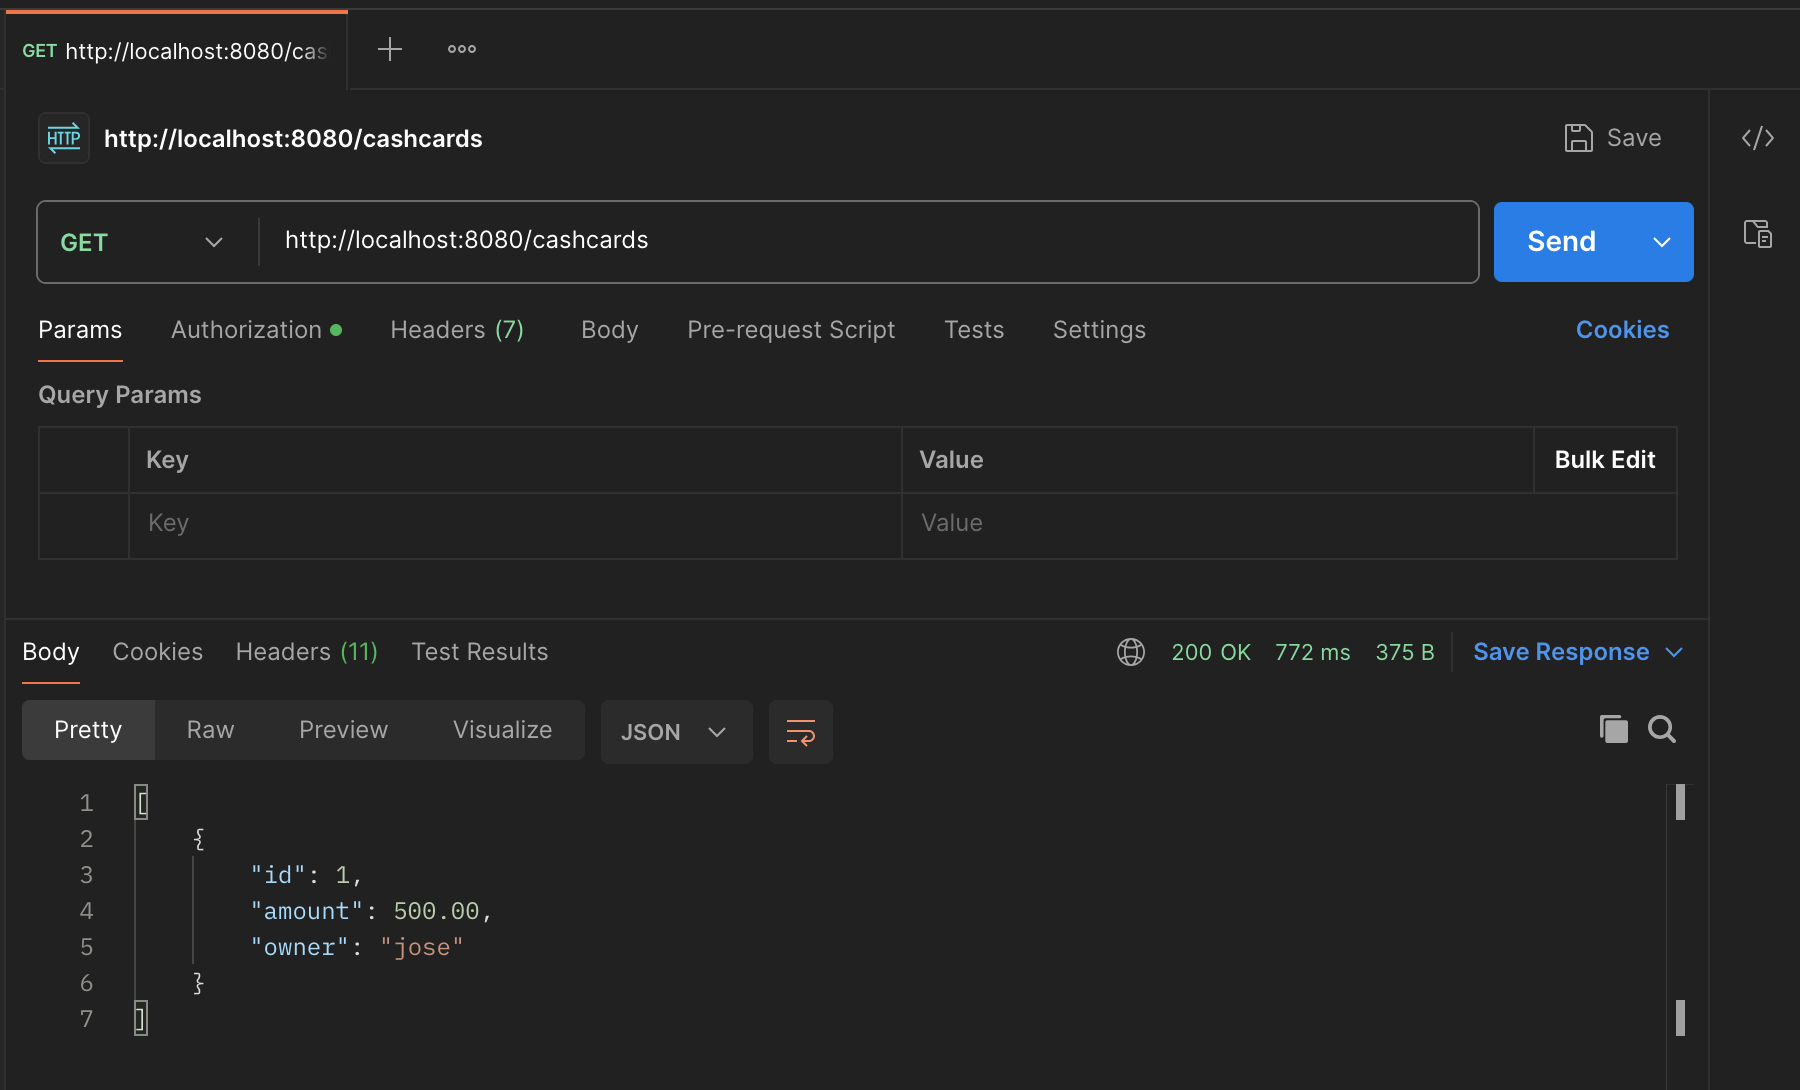 GET http://localhost:8080/cas
HTTP http://localhost:8080/cashcards Save
GET http://localhost:8080/cashcards Send
Params Authorization Headers (7) Body Pre-request Script Tests Settings Cookies
Query Params
Key Value Bulk Edit
Key Value
Body Cookies Headers (11) Test Results 200 OK 772 ms 375 B Save Response
Pretty Raw Preview Visualize JSON
1 [
2 {
3 "id": 1,
4 "amount": 500.00,
5 "owner": "jose"
6 }
7 ]